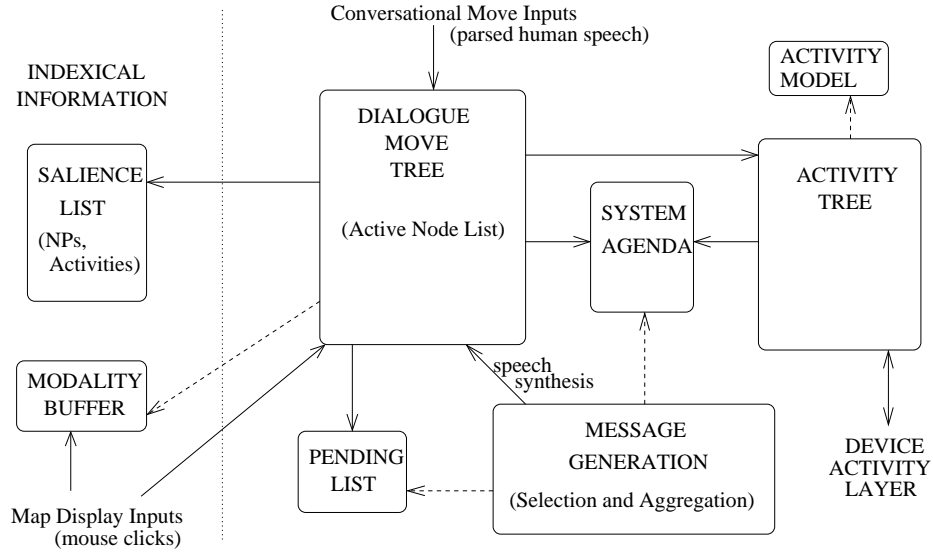 Conversational Move Inputs
(parsed human speech)
INDEXICAL
INFORMATION
SALIENCE
LIST
(NPs,
Activities)
MODALITY
BUFFER
Map Display Inputs
(mouse clicks)
DIALOGUE
MOVE
TREE
(Active Node List)
PENDING
LIST
speech
synthesis
SYSTEM
AGENDA
MESSAGE
GENERATION
(Selection and Aggregation)
ACTIVITY
MODEL
ACTIVITY
TREE
DEVICE
ACTIVITY
LAYER